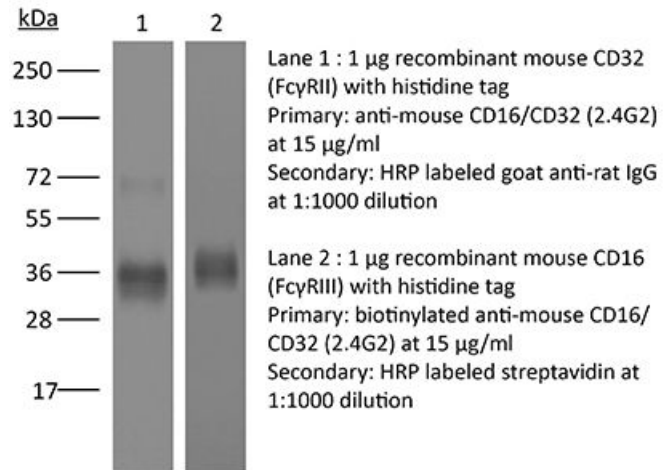 kDa
1 2
250
130
72
55
36
28
17
Lane 1 : 1 µg recombinant mouse CD32
(FcγRII) with histidine tag
Primary: anti-mouse CD16/CD32 (2.4G2)
at 15 µg/ml
Secondary: HRP labeled goat anti-rat IgG
at 1:1000 dilution
Lane 2 : 1 µg recombinant mouse CD16
(FcγRIII) with histidine tag
Primary: biotinylated anti-mouse CD16/
CD32 (2.4G2) at 15 µg/ml
Secondary: HRP labeled streptavidin at
1:1000 dilution